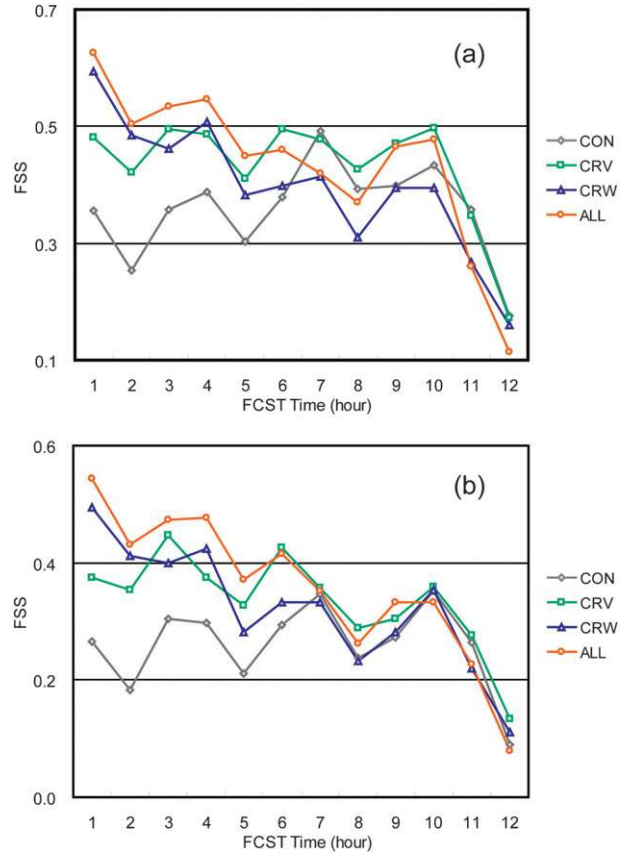 0.7
(a)
0.5
FSS
0.3
0.1
1 2 3 4 5 6 7 8 9 10 11 12
FCST Time (hour)
CON
CRV
CRW
ALL
0.6
(b)
0.4
FSS
0.2
0.0
1 2 3 4 5 6 7 8 9 10 11 12
FCST Time (hour)
CON
CRV
CRW
ALL